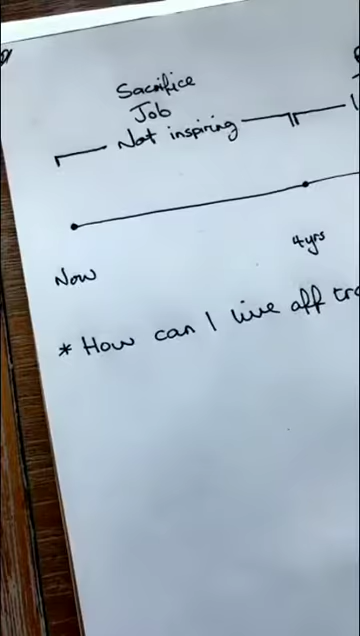 Sacrifice
Job
Not inspiring
Now
4yrs
* How can I live off